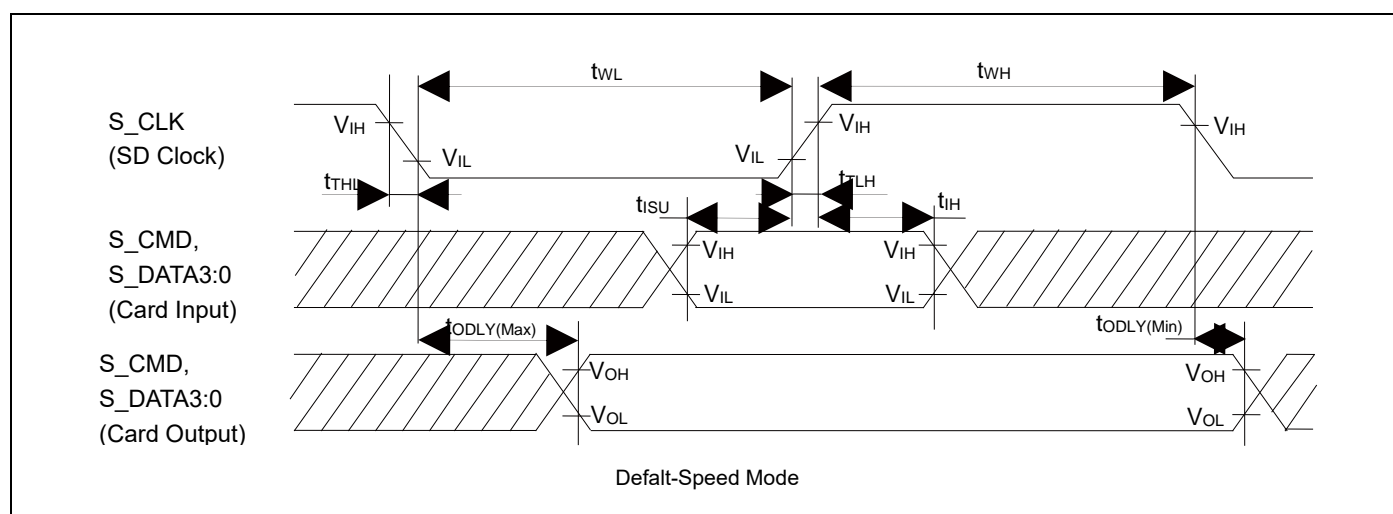 tWL
tWH
S_CLK
(SD Clock)
VIH
VIH
VIH
VIL
VIL
tTHL
tTLH
tISU
tIH
S_CMD,
S_DATA3:0
(Card Input)
VIH
VIH
VIL
VIL
tODLY(Max)
tODLY(Min)
S_CMD,
S_DATA3:0
(Card Output)
VOH
VOH
VOL
VOL
Defalt-Speed Mode